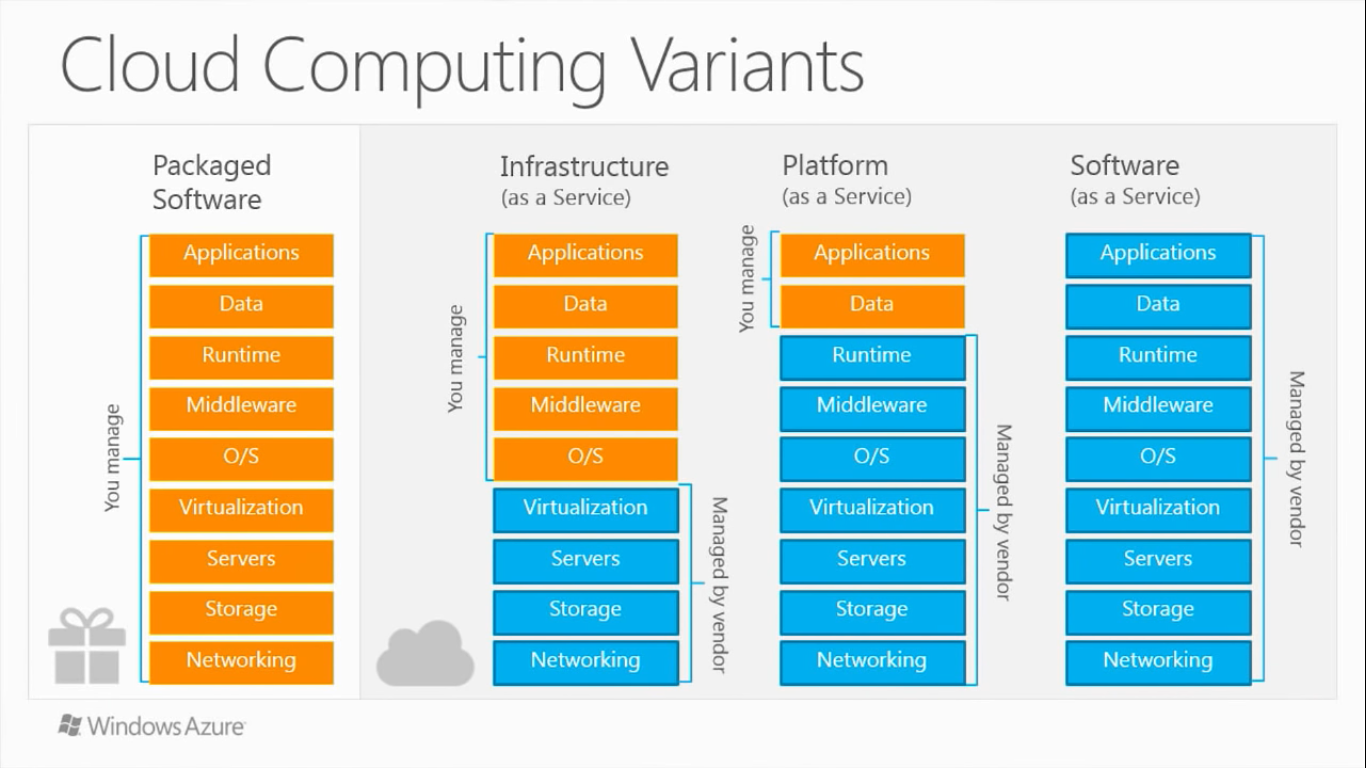 Cloud Computing Variants
Packaged
Software
You manage
Applications
Data
Runtime
Middleware
O/S
Virtualization
Servers
Storage
Networking
Infrastructure
(as a Service)
You manage
Applications
Data
Runtime
Middleware
O/S
Virtualization
Servers
Storage
Networking
Managed by vendor
Platform
(as a Service)
You manage
Applications
Data
Runtime
Middleware
O/S
Virtualization
Servers
Storage
Networking
Managed by vendor
Software
(as a Service)
Applications
Data
Runtime
Middleware
O/S
Virtualization
Servers
Storage
Networking
Managed by vendor
Windows Azure